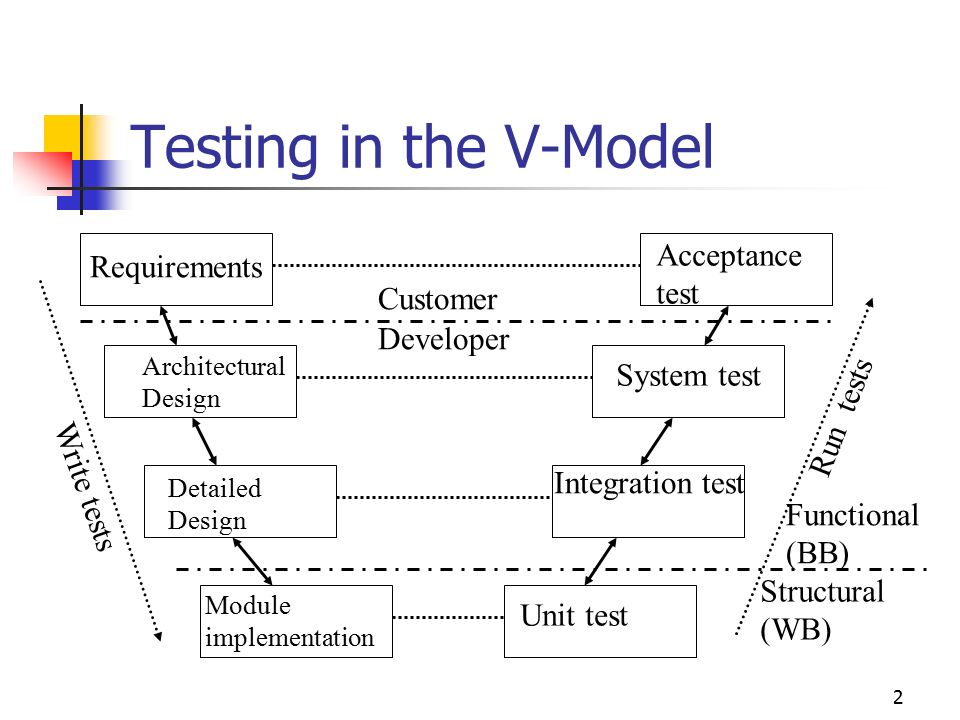 Testing in the V-Model
Requirements
Acceptance
test
Customer
Developer
Architectural
Design
System test
Run tests
Write tests
Detailed
Design
Integration test
Functional
(BB)
Structural
(WB)
Module
implementation
Unit test
2